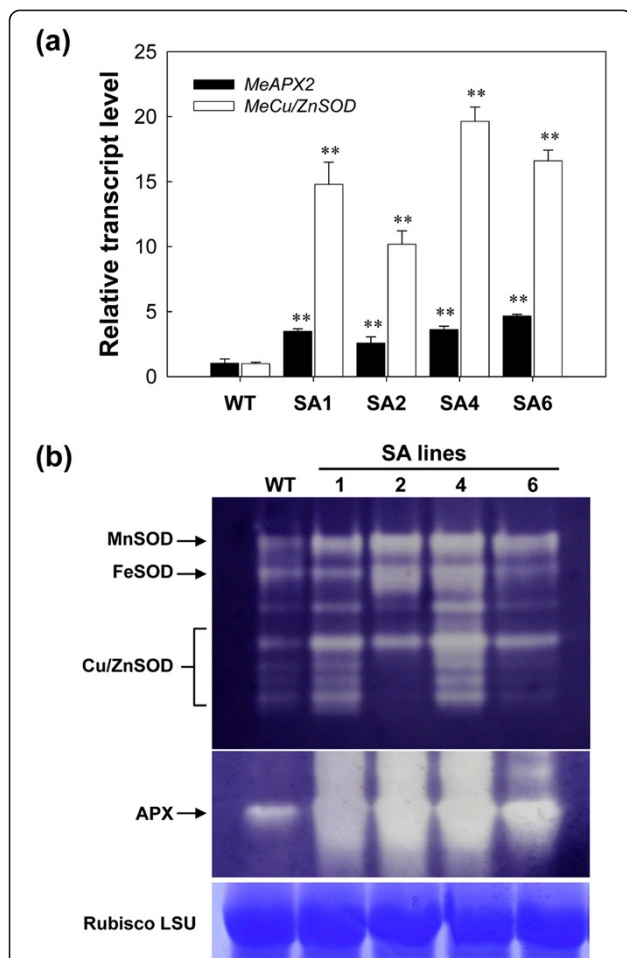 (a)
Relative transcript level
25
20
15
10
5
0
MeAPX2
MeCu/ZnSOD
**
**
**
**
**
**
**
**
WT SA1 SA2 SA4 SA6
(b)
SA lines
WT 1 2 4 6
MnSOD
FeSOD
Cu/ZnSOD
APX
Rubisco LSU